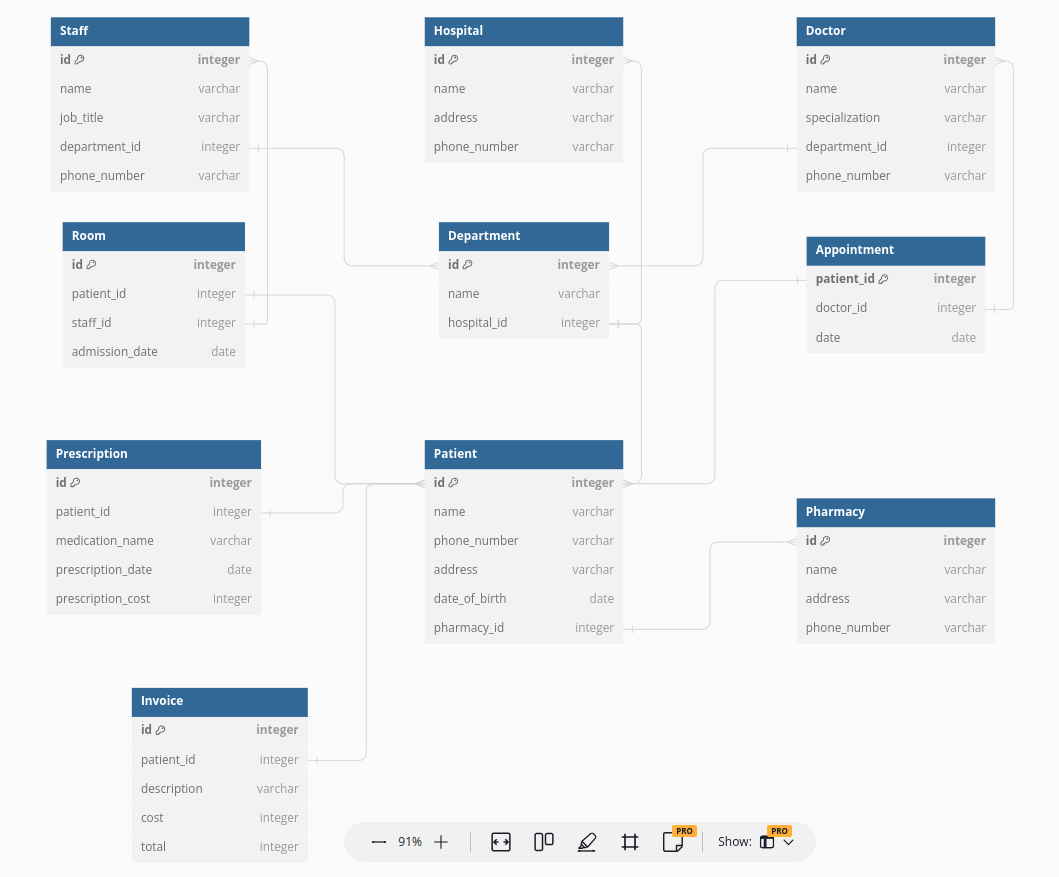 Staff
id integer
name varchar
job_title varchar
department_id integer
phone_number varchar
Hospital
id integer
name varchar
address varchar
phone_number varchar
Doctor
id integer
name varchar
specialization varchar
department_id integer
phone_number varchar
Room
id integer
patient_id integer
staff_id integer
admission_date date
Department
id integer
name varchar
hospital_id integer
Appointment
patient_id integer
doctor_id integer
date date
Prescription
id integer
patient_id integer
medication_name varchar
prescription_date date
prescription_cost integer
Patient
id integer
name varchar
phone_number varchar
address varchar
date_of_birth date
pharmacy_id integer
Pharmacy
id integer
name varchar
address varchar
phone_number varchar
Invoice
id integer
patient_id integer
description varchar
cost integer
total integer
91% PRO Show: PRO